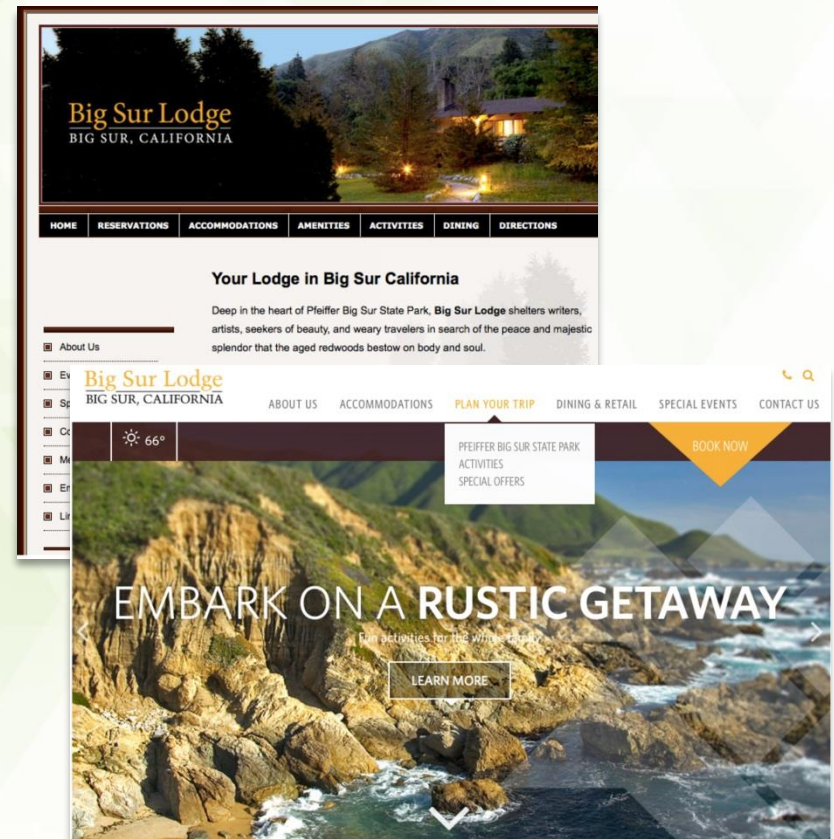 Big Sur Lodge
BIG SUR, CALIFORNIA
HOME RESERVATIONS ACCOMMODATIONS AMENITIES ACTIVITIES DINING DIRECTIONS
Your Lodge in Big Sur California
Deep in the heart of Pfeiffer Big Sur State Park, Big Sur Lodge shelters writers,
artists, seekers of beauty, and weary travelers in search of the peace and majestic
splendor that the aged redwoods bestow on body and soul.
About Us
Big Sur Lodge
BIG SUR, CALIFORNIA
ABOUT US ACCOMMODATIONS PLAN YOUR TRIP DINING & RETAIL SPECIAL EVENTS CONTACT US
66°
PFEIFFER BIG SUR STATE PARK
ACTIVITIES
SPECIAL OFFERS
BOOK NOW
EMBARK ON A RUSTIC GETAWAY
Fun activities for the whole family
LEARN MORE